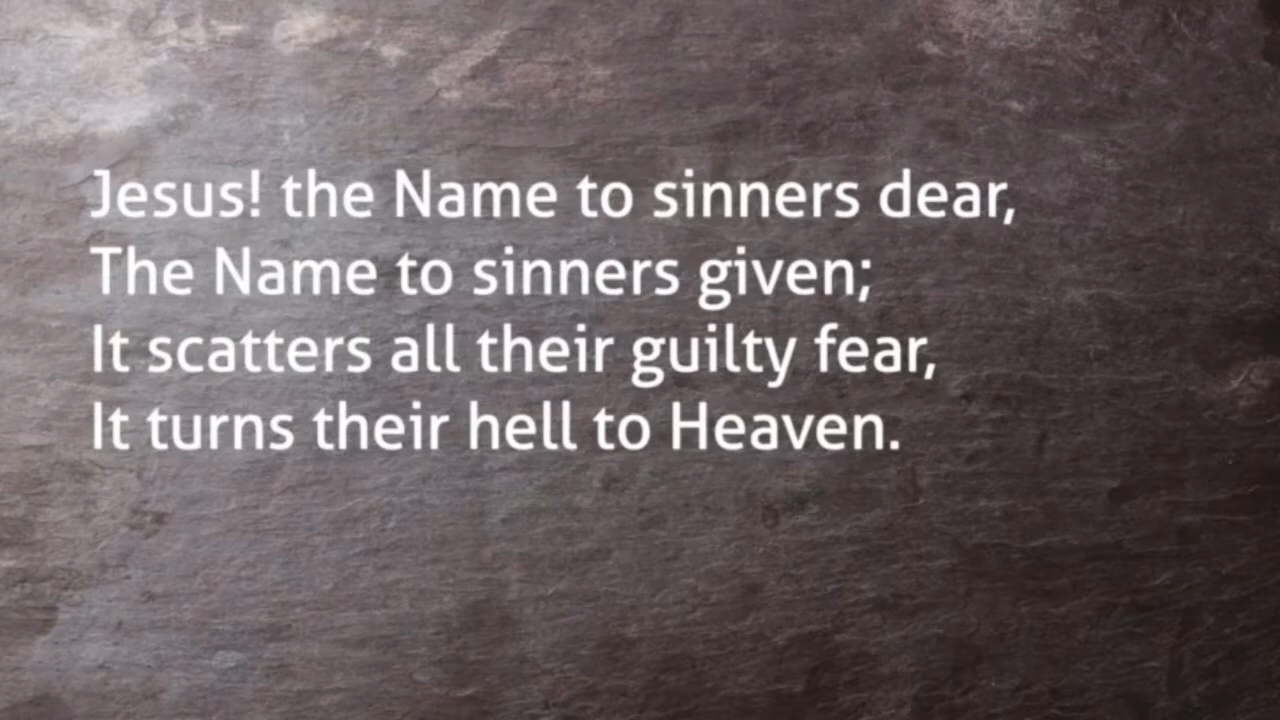 Jesus! the Name to sinners dear,
The Name to sinners given;
It scatters all their guilty fear,
It turns their hell to Heaven.